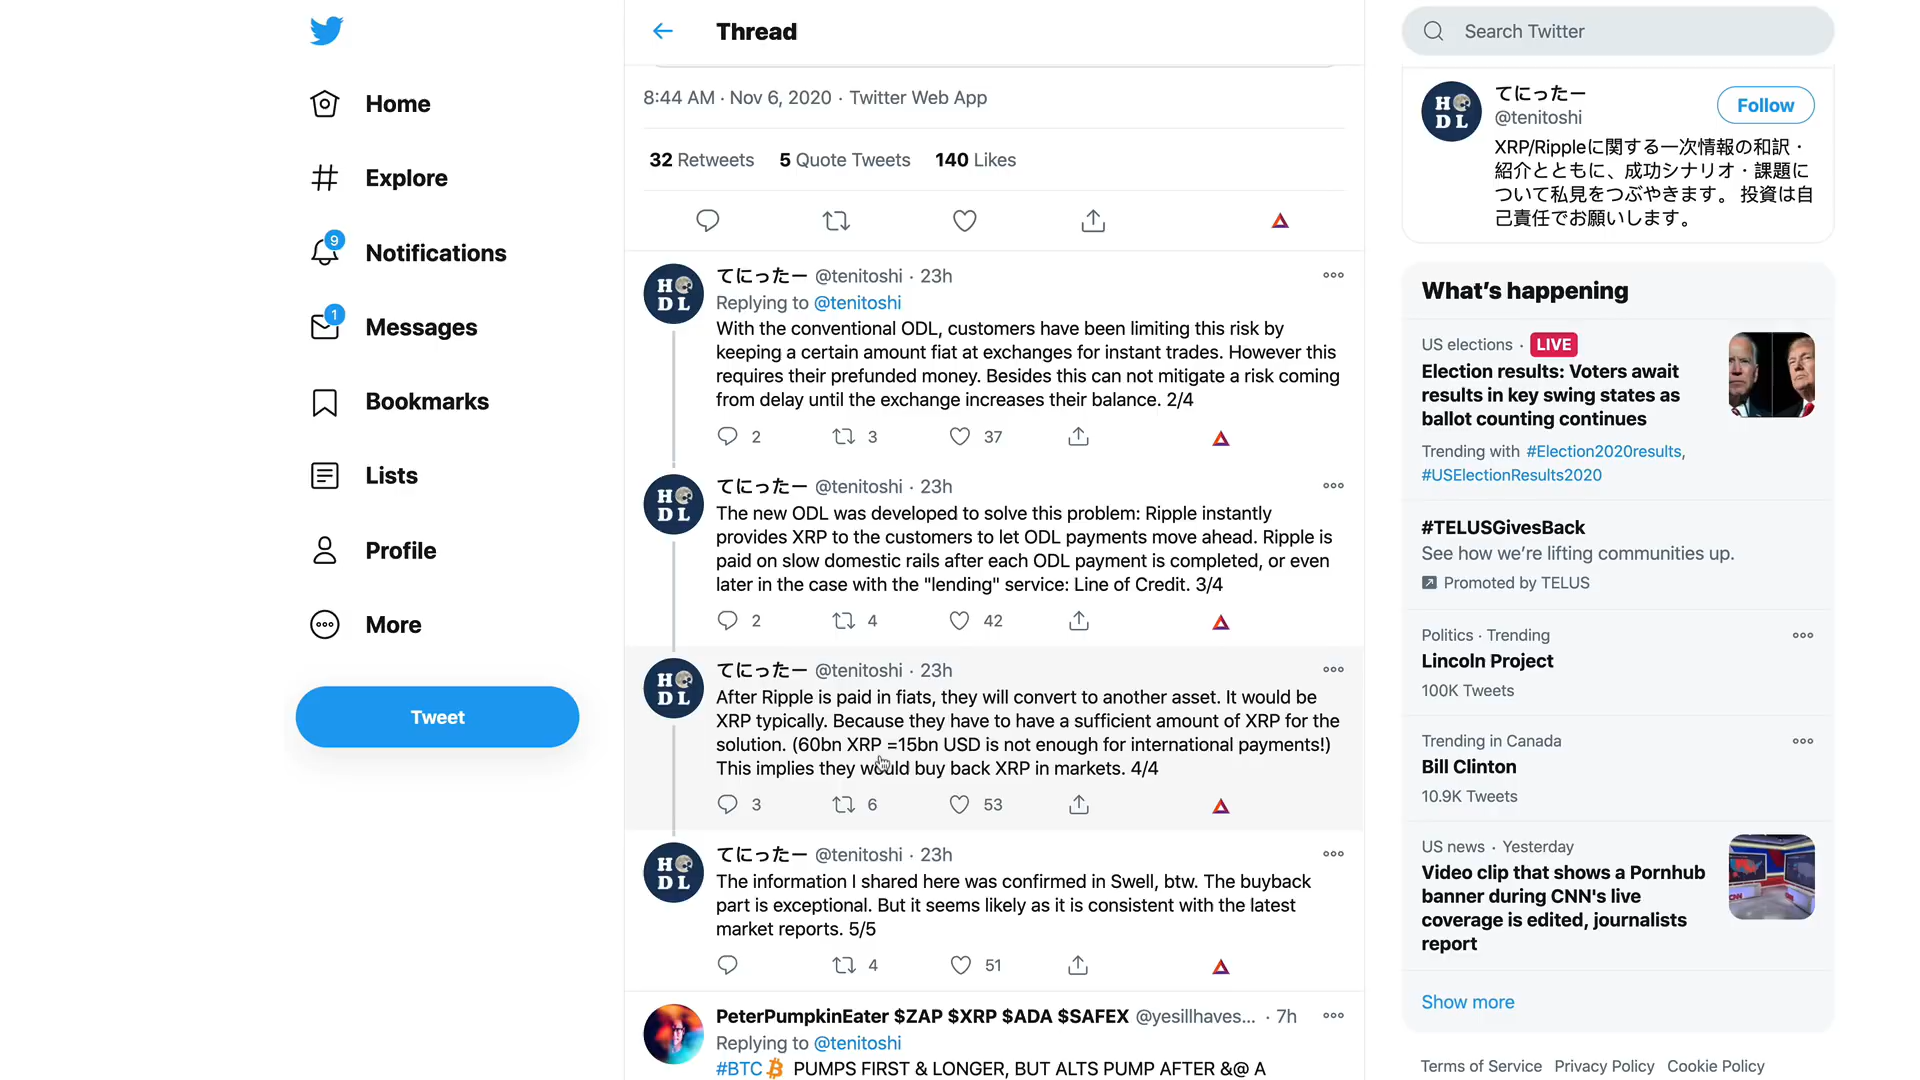 Home
Explore
9
Notifications
1
Messages
Bookmarks
Lists
Profile
More
Tweet
Thread
8:44 AM · Nov 6, 2020 · Twitter Web App
32 Retweets 5 Quote Tweets 140 Likes
HODL
てにったー @tenitoshi · 23h
Replying to @tenitoshi
With the conventional ODL, customers have been limiting this risk by
keeping a certain amount fiat at exchanges for instant trades. However this
requires their prefunded money. Besides this can not mitigate a risk coming
from delay until the exchange increases their balance. 2/4
2 3 37
HODL
てにったー @tenitoshi · 23h
The new ODL was developed to solve this problem: Ripple instantly
provides XRP to the customers to let ODL payments move ahead. Ripple is
paid on slow domestic rails after each ODL payment is completed, or even
later in the case with the "lending" service: Line of Credit. 3/4
2 4 42
HODL
てにったー @tenitoshi · 23h
After Ripple is paid in fiats, they will convert to another asset. It would be
XRP typically. Because they have to have a sufficient amount of XRP for the
solution. (60bn XRP =15bn USD is not enough for international payments!)
This implies they would buy back XRP in markets. 4/4
3 6 53
HODL
てにったー @tenitoshi · 23h
The information I shared here was confirmed in Swell, btw. The buyback
part is exceptional. But it seems likely as it is consistent with the latest
market reports. 5/5
4 51
PeterPumpkinEater $ZAP $XRP $ADA $SAFEX @yesillhaves... · 7h
Replying to @tenitoshi
#BTC PUMPS FIRST & LONGER, BUT ALTS PUMP AFTER &@ A
Search Twitter
HODL
てにったー
@tenitoshi
Follow
XRP/Rippleに関する一次情報の和訳・
紹介とともに、成功シナリオ・課題に
ついて私見をつぶやきます。 投資は自
己責任でお願いします。
What's happening
US elections · LIVE
Election results: Voters await
results in key swing states as
ballot counting continues
Trending with #Election2020results,
#USElectionResults2020
#TELUSGivesBack
See how we're lifting communities up.
Promoted by TELUS
Politics · Trending
Lincoln Project
100K Tweets
Trending in Canada
Bill Clinton
10.9K Tweets
US news · Yesterday
Video clip that shows a Pornhub
banner during CNN's live
coverage is edited, journalists
report
Show more
Terms of Service Privacy Policy Cookie Policy